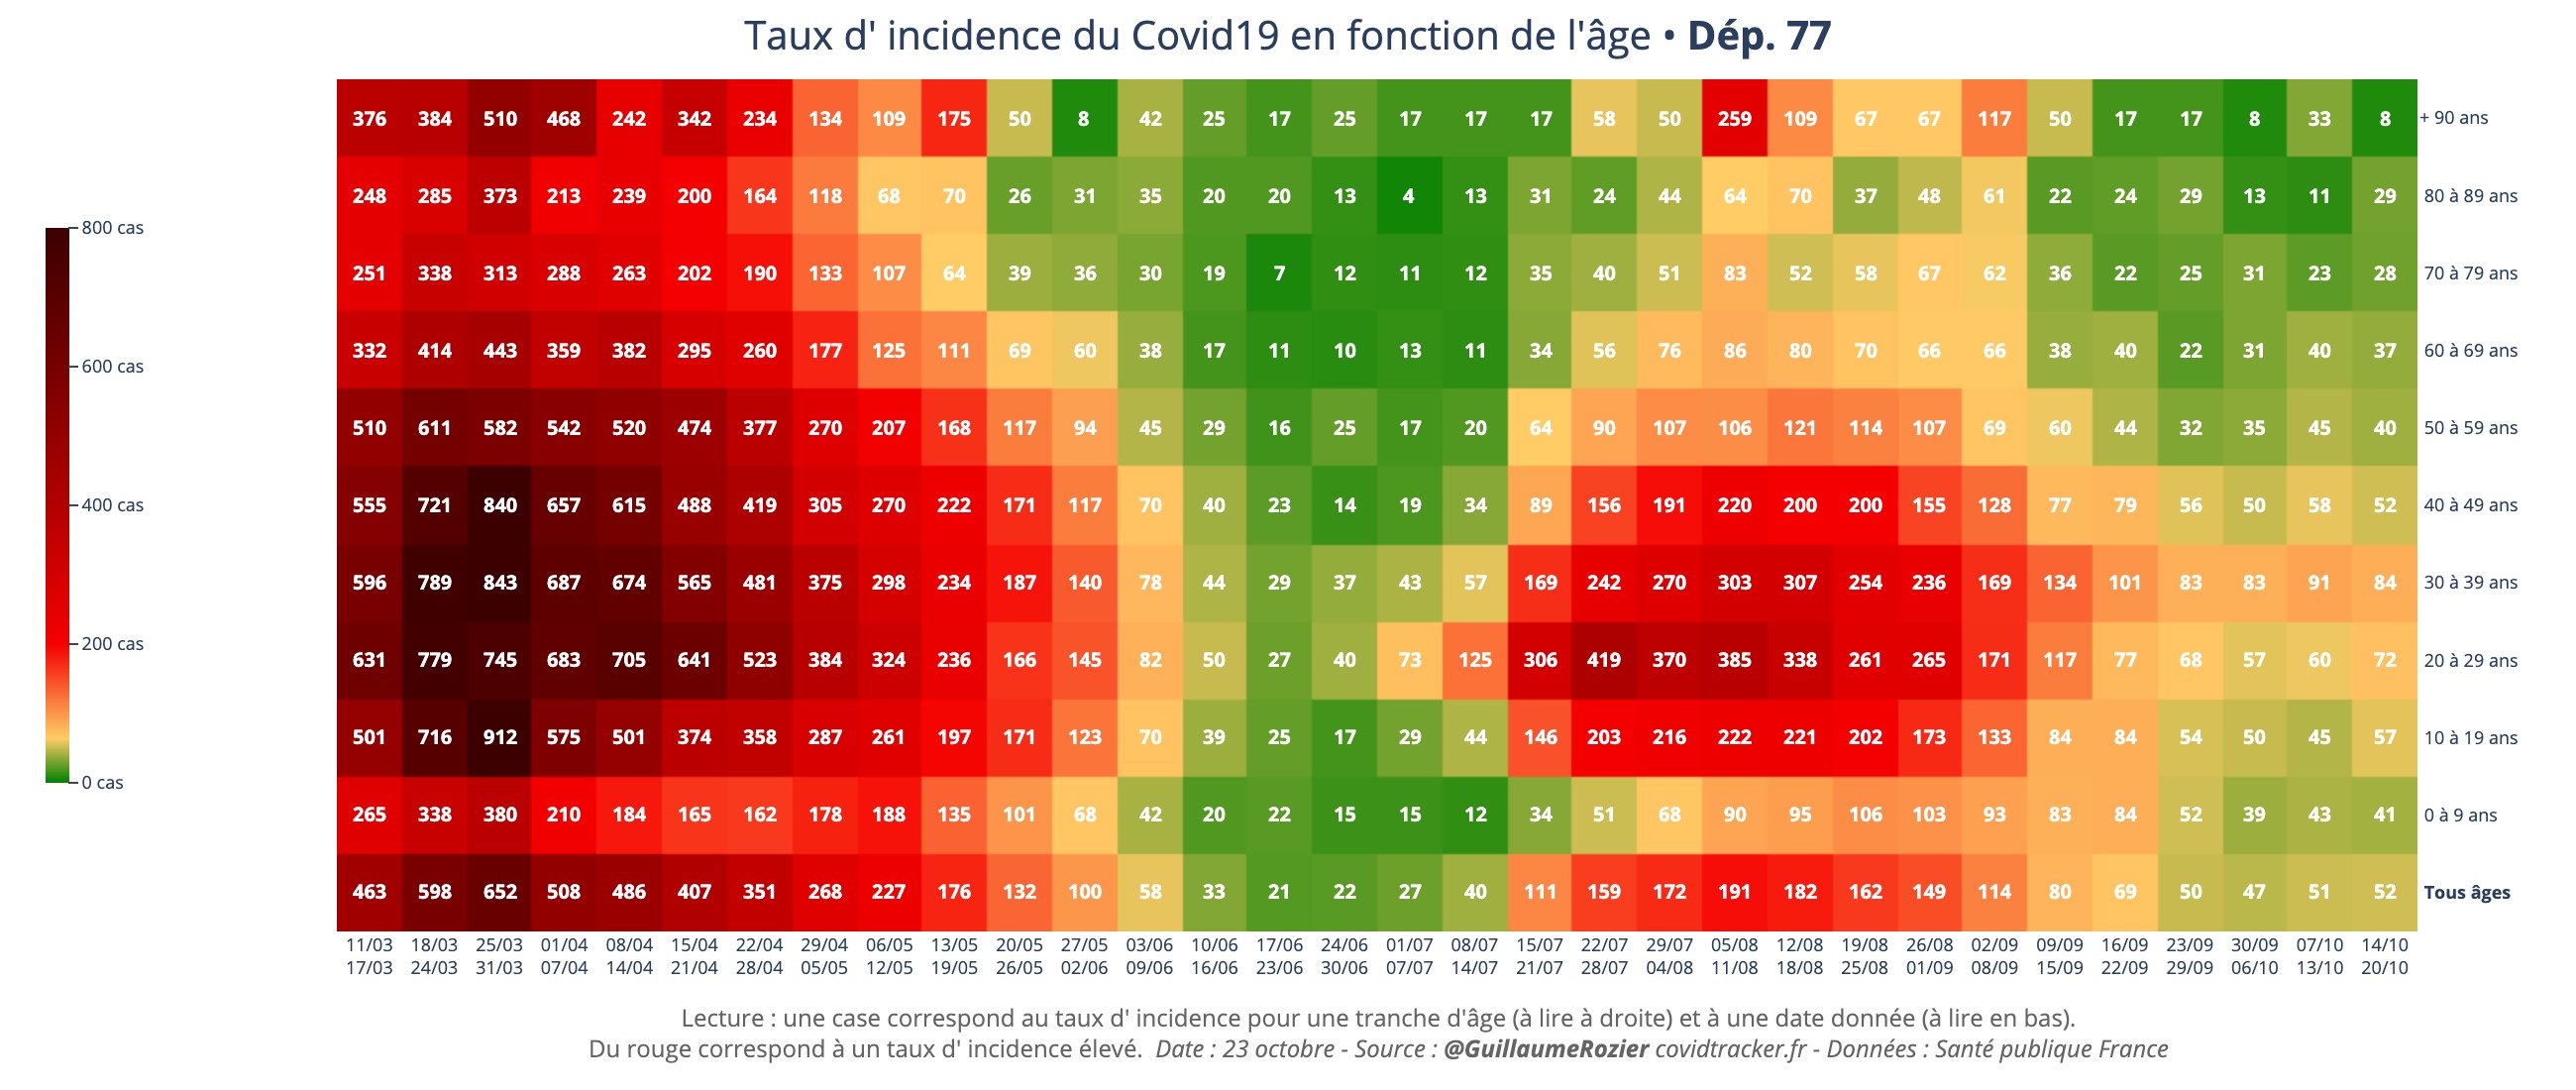 Taux d' incidence du Covid19 en fonction de l'âge • Dép. 77
800 cas
600 cas
400 cas
200 cas
0 cas
376 384 510 468 242 342 234 134 109 175 50 8 42 25 17 25 17 17 17 58 50 259 109 67 67 117 50 17 17 8 33 8 + 90 ans
248 285 373 213 239 200 164 118 68 70 26 31 35 20 20 13 4 13 31 24 44 64 70 37 48 61 22 24 29 13 11 29 80 à 89 ans
251 338 313 288 263 202 190 133 107 64 39 36 30 19 7 12 11 12 35 40 51 83 52 58 67 62 36 22 25 31 23 28 70 à 79 ans
332 414 443 359 382 295 260 177 125 111 69 60 38 17 11 10 13 11 34 56 76 86 80 70 66 66 38 40 22 31 40 37 60 à 69 ans
510 611 582 542 520 474 377 270 207 168 117 94 45 29 16 25 17 20 64 90 107 106 121 114 107 69 60 44 32 35 45 40 50 à 59 ans
555 721 840 657 615 488 419 305 270 222 171 117 70 40 23 14 19 34 89 156 191 220 200 200 155 128 77 79 56 50 58 52 40 à 49 ans
596 789 843 687 674 565 481 375 298 234 187 140 78 44 29 37 43 57 169 242 270 303 307 254 236 169 134 101 83 83 91 84 30 à 39 ans
631 779 745 683 705 641 523 384 324 236 166 145 82 50 27 40 73 125 306 419 370 385 338 261 265 171 117 77 68 57 60 72 20 à 29 ans
501 716 912 575 501 374 358 287 261 197 171 123 70 39 25 17 29 44 146 203 216 222 221 202 173 133 84 84 54 50 45 57 10 à 19 ans
265 338 380 210 184 165 162 178 188 135 101 68 42 20 22 15 15 12 34 51 68 90 95 106 103 93 83 84 52 39 43 41 0 à 9 ans
463 598 652 508 486 407 351 268 227 176 132 100 58 33 21 22 27 40 111 159 172 191 182 162 149 114 80 69 50 47 51 52 Tous âges
11/03 18/03 25/03 01/04 08/04 15/04 22/04 29/04 06/05 13/05 20/05 27/05 03/06 10/06 17/06 24/06 01/07 08/07 15/07 22/07 29/07 05/08 12/08 19/08 26/08 02/09 09/09 16/09 23/09 30/09 07/10 14/10
17/03 24/03 31/03 07/04 14/04 21/04 28/04 05/05 12/05 19/05 26/05 02/06 09/06 16/06 23/06 30/06 07/07 14/07 21/07 28/07 04/08 11/08 18/08 25/08 01/09 08/09 15/09 22/09 29/09 06/10 13/10 20/10
Lecture : une case correspond au taux d' incidence pour une tranche d'âge (à lire à droite) et à une date donnée (à lire en bas).
Du rouge correspond à un taux d' incidence élevé. Date : 23 octobre - Source : @GuillaumeRozier covidtracker.fr - Données : Santé publique France